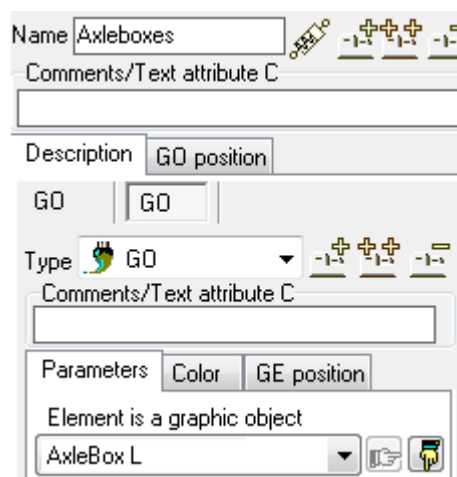 Name Axleboxes
Comments/Text attribute C
Description GO position
GO GO
Type GO
Comments/Text attribute C
Parameters Color GE position
Element is a graphic object
AxleBox L